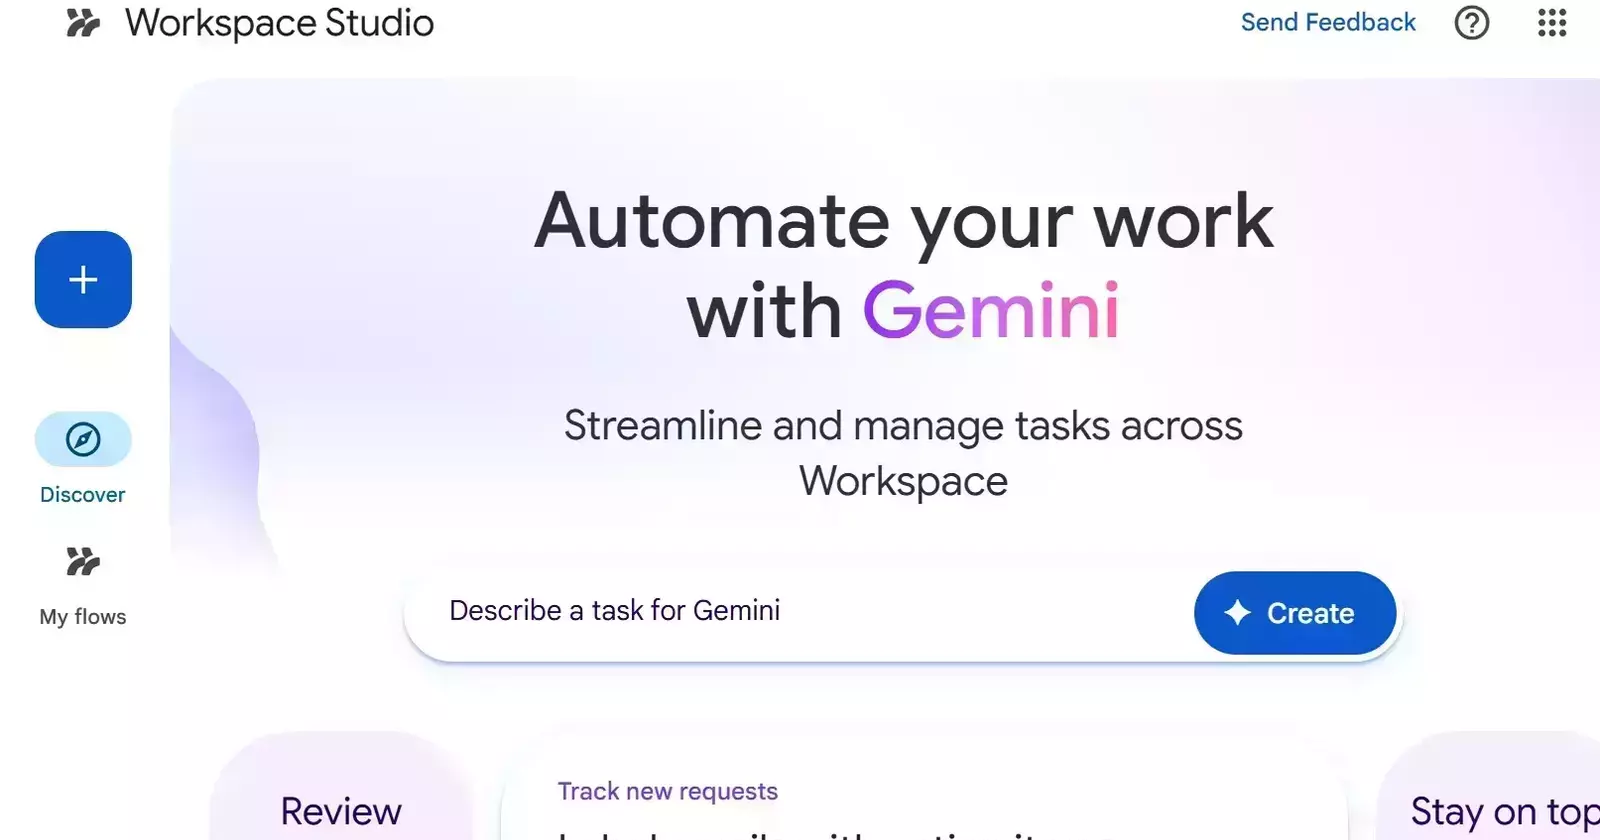 Workspace Studio
Send Feedback
Automate your work
with Gemini
Streamline and manage tasks across
Workspace
Discover
My flows
Describe a task for Gemini
Create
Review
Track new requests
Stay on top